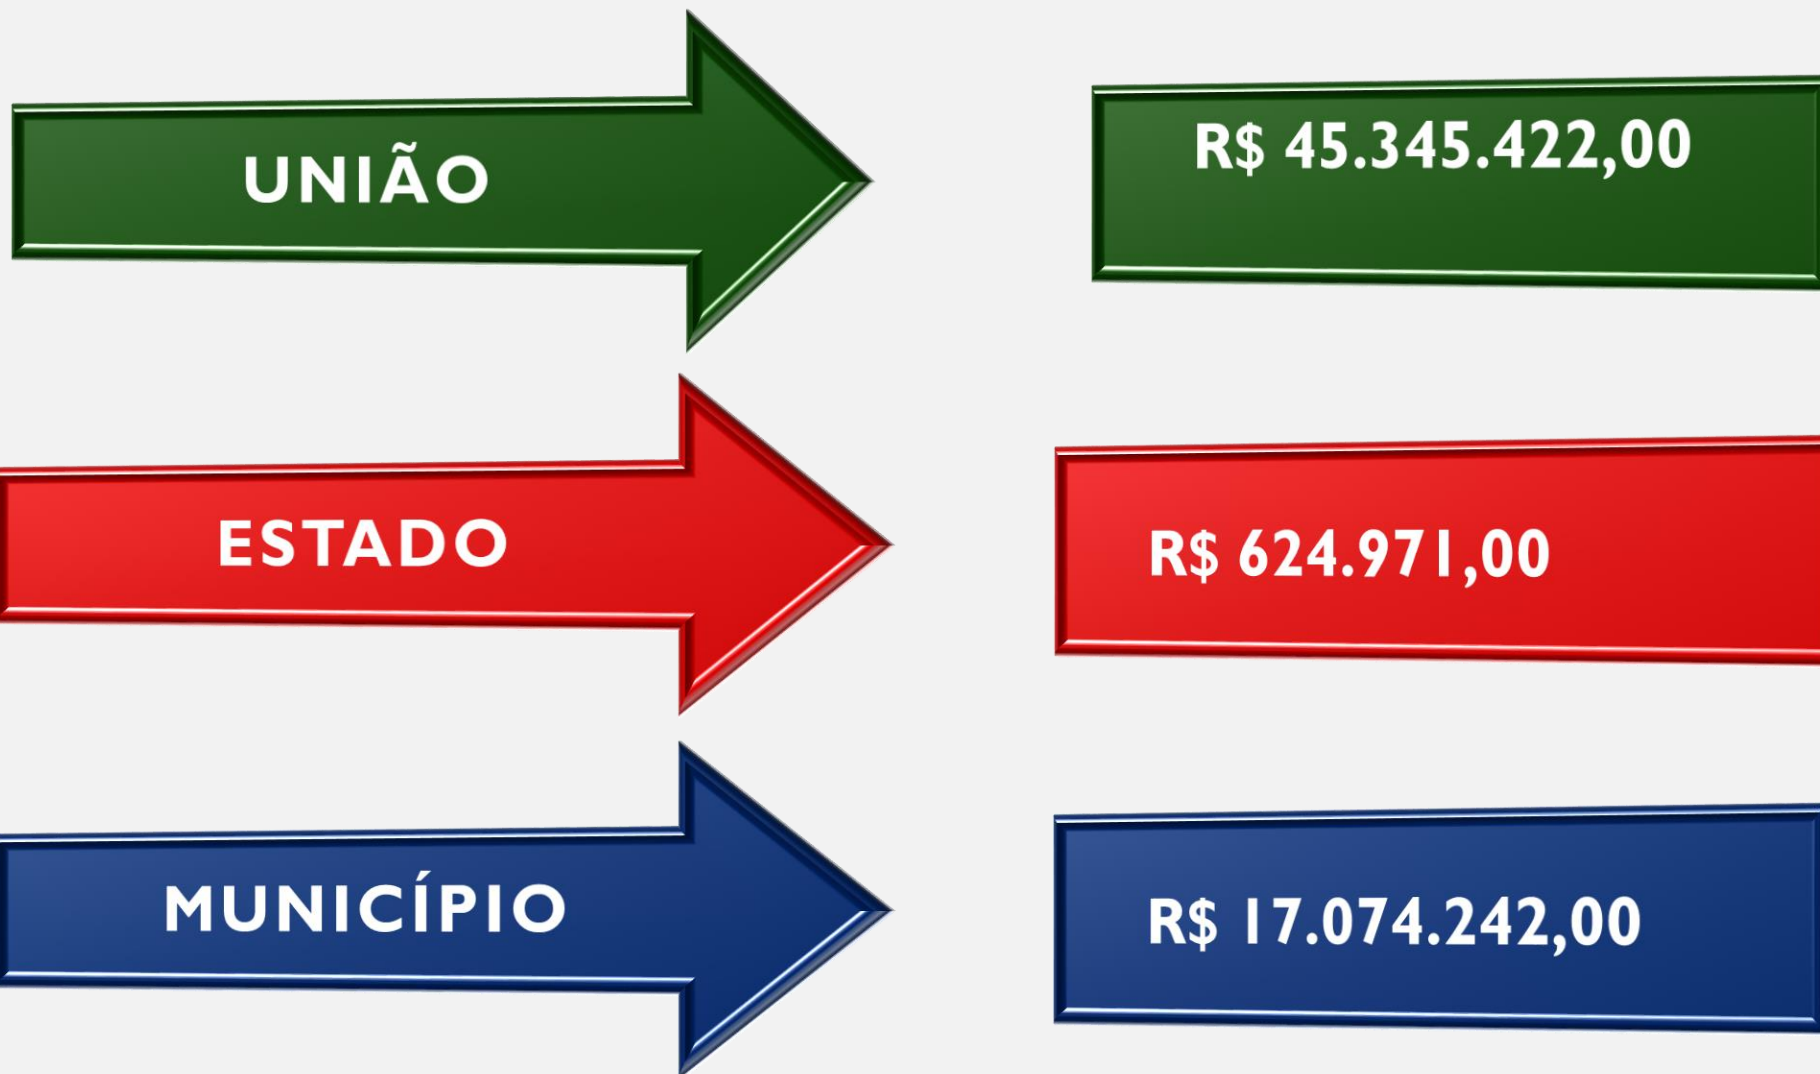 UNIÃO
R$ 45.345.422,00
ESTADO
R$ 624.971,00
MUNICÍPIO
R$ 17.074.242,00